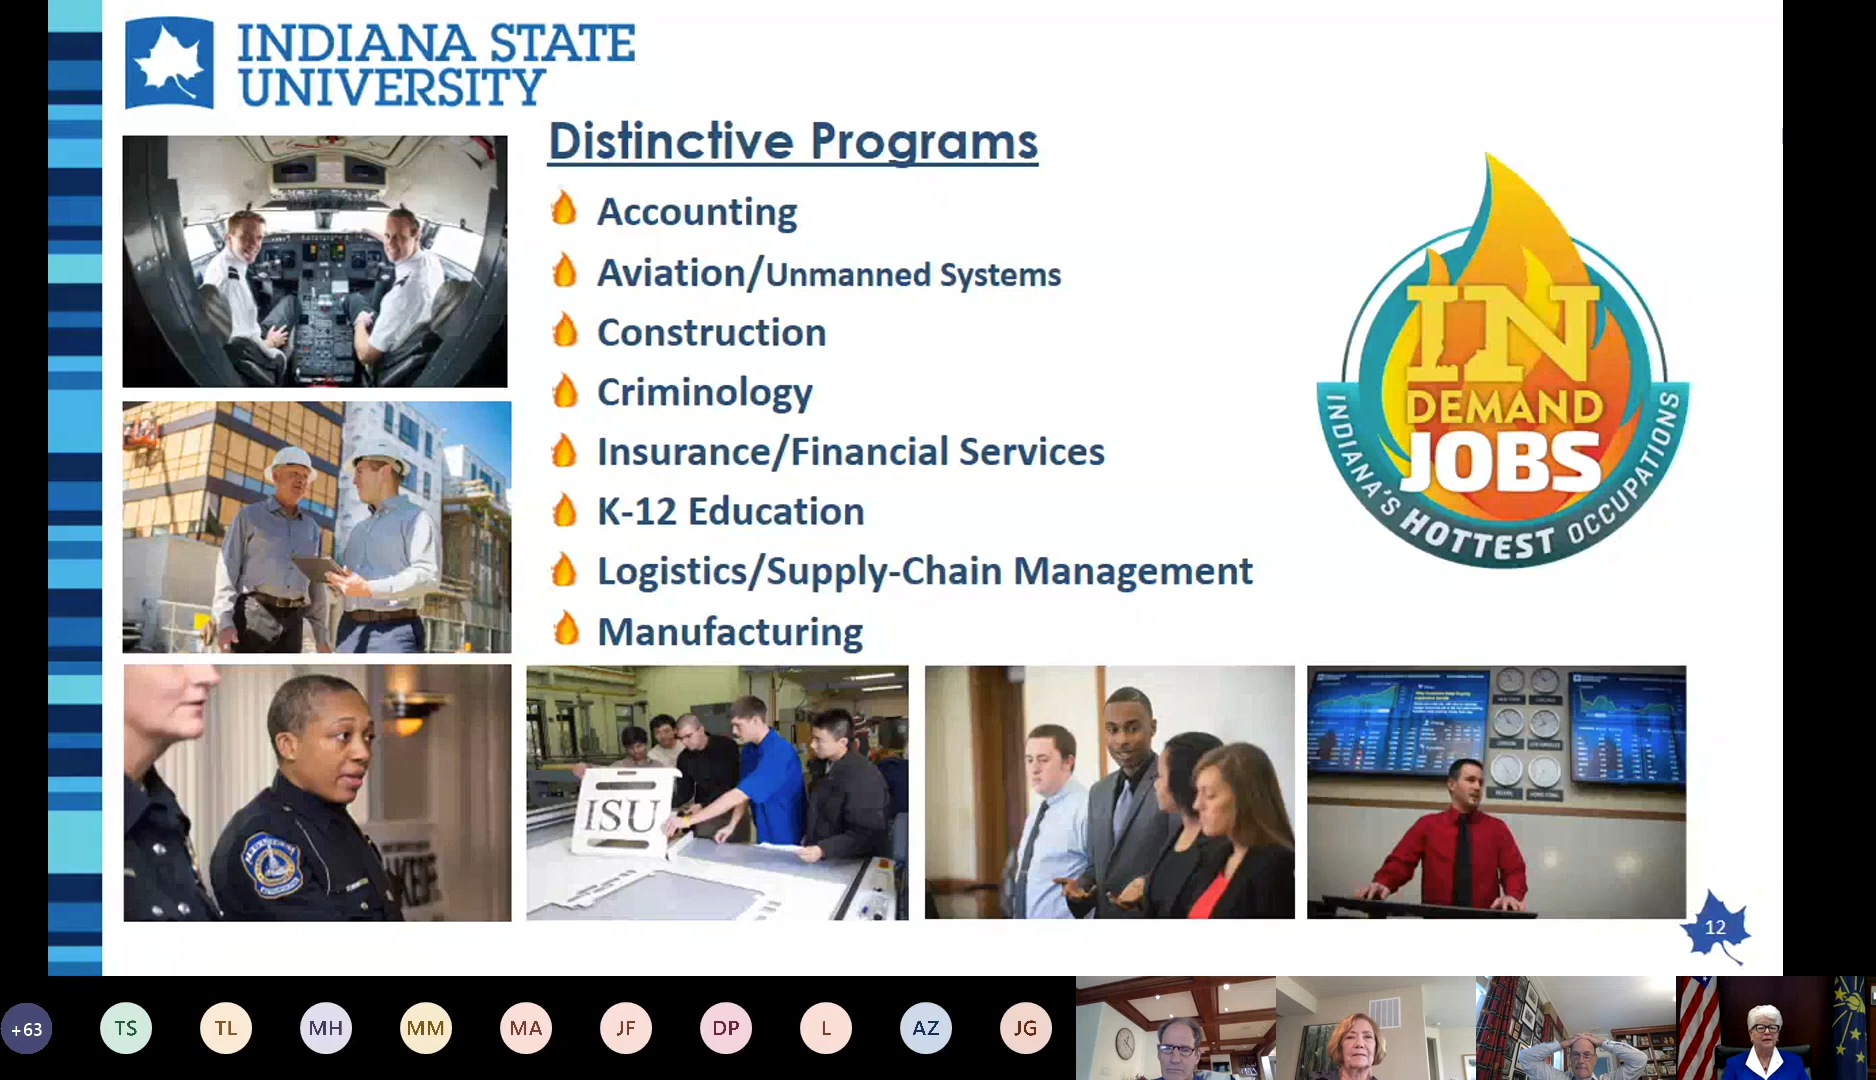 INDIANA STATE
UNIVERSITY
Distinctive Programs
Accounting
Aviation/Unmanned Systems
Construction
Criminology
Insurance/Financial Services
K-12 Education
Logistics/Supply-Chain Management
Manufacturing
IN
DEMAND
JOBS
INDIANA'S HOTTEST OCCUPATIONS
ISU
12
+63
TS
TL
MH
MM
MA
JF
DP
L
AZ
JG